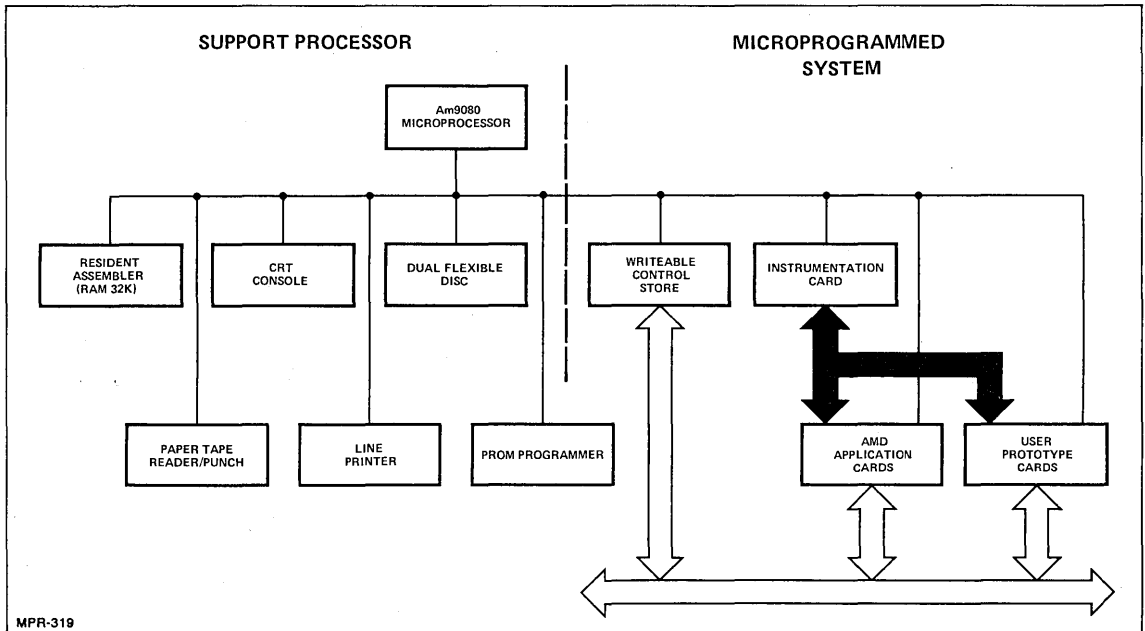 SUPPORT PROCESSOR
MICROPROGRAMMED
SYSTEM
Am9080
MICROPROCESSOR
RESIDENT
ASSEMBLER
(RAM 32K)
CRT
CONSOLE
DUAL FLEXIBLE
DISC
WRITEABLE
CONTROL
STORE
INSTRUMENTATION
CARD
PAPER TAPE
READER/PUNCH
LINE
PRINTER
PROM PROGRAMMER
AMD
APPLICATION
CARDS
USER
PROTOTYPE
CARDS
MPR-319